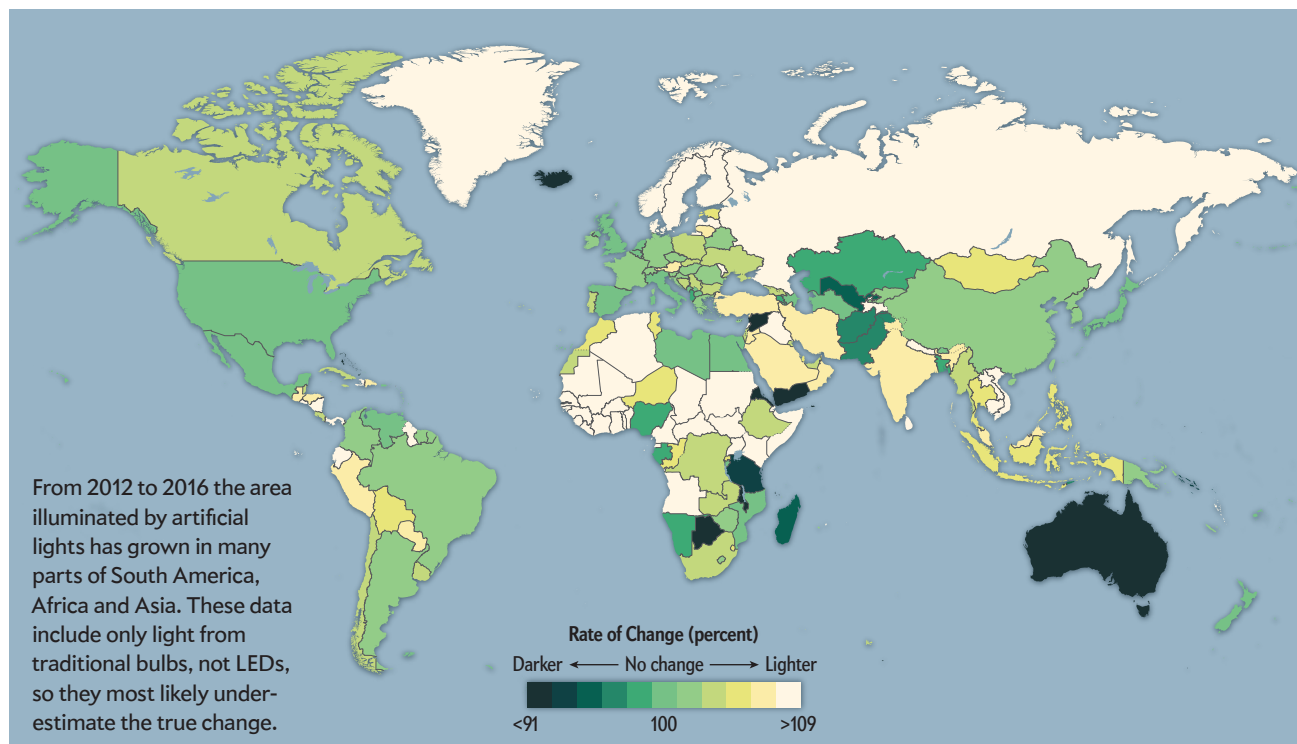 From 2012 to 2016 the area
illuminated by artificial
lights has grown in many
parts of South America,
Africa and Asia. These data
include only light from
traditional bulbs, not LEDs,
so they most likely under-
estimate the true change.
Rate of Change (percent)
Darker ← No change → Lighter
<91 100 >109